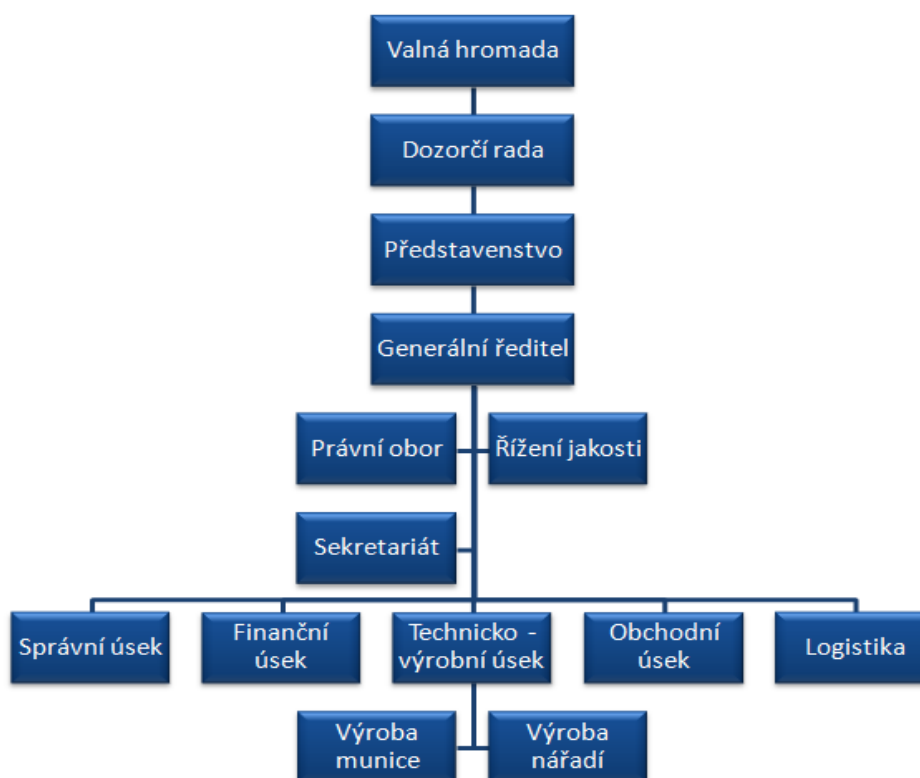 Valná hromada
Dozorčí rada
Představenstvo
Generální ředitel
Právní obor
Řížení jakosti
Sekretariát
Správní úsek
Finanční
úsek
Technicko -
výrobní úsek
Obchodní
úsek
Logistika
Výroba
munice
Výroba
nářadí